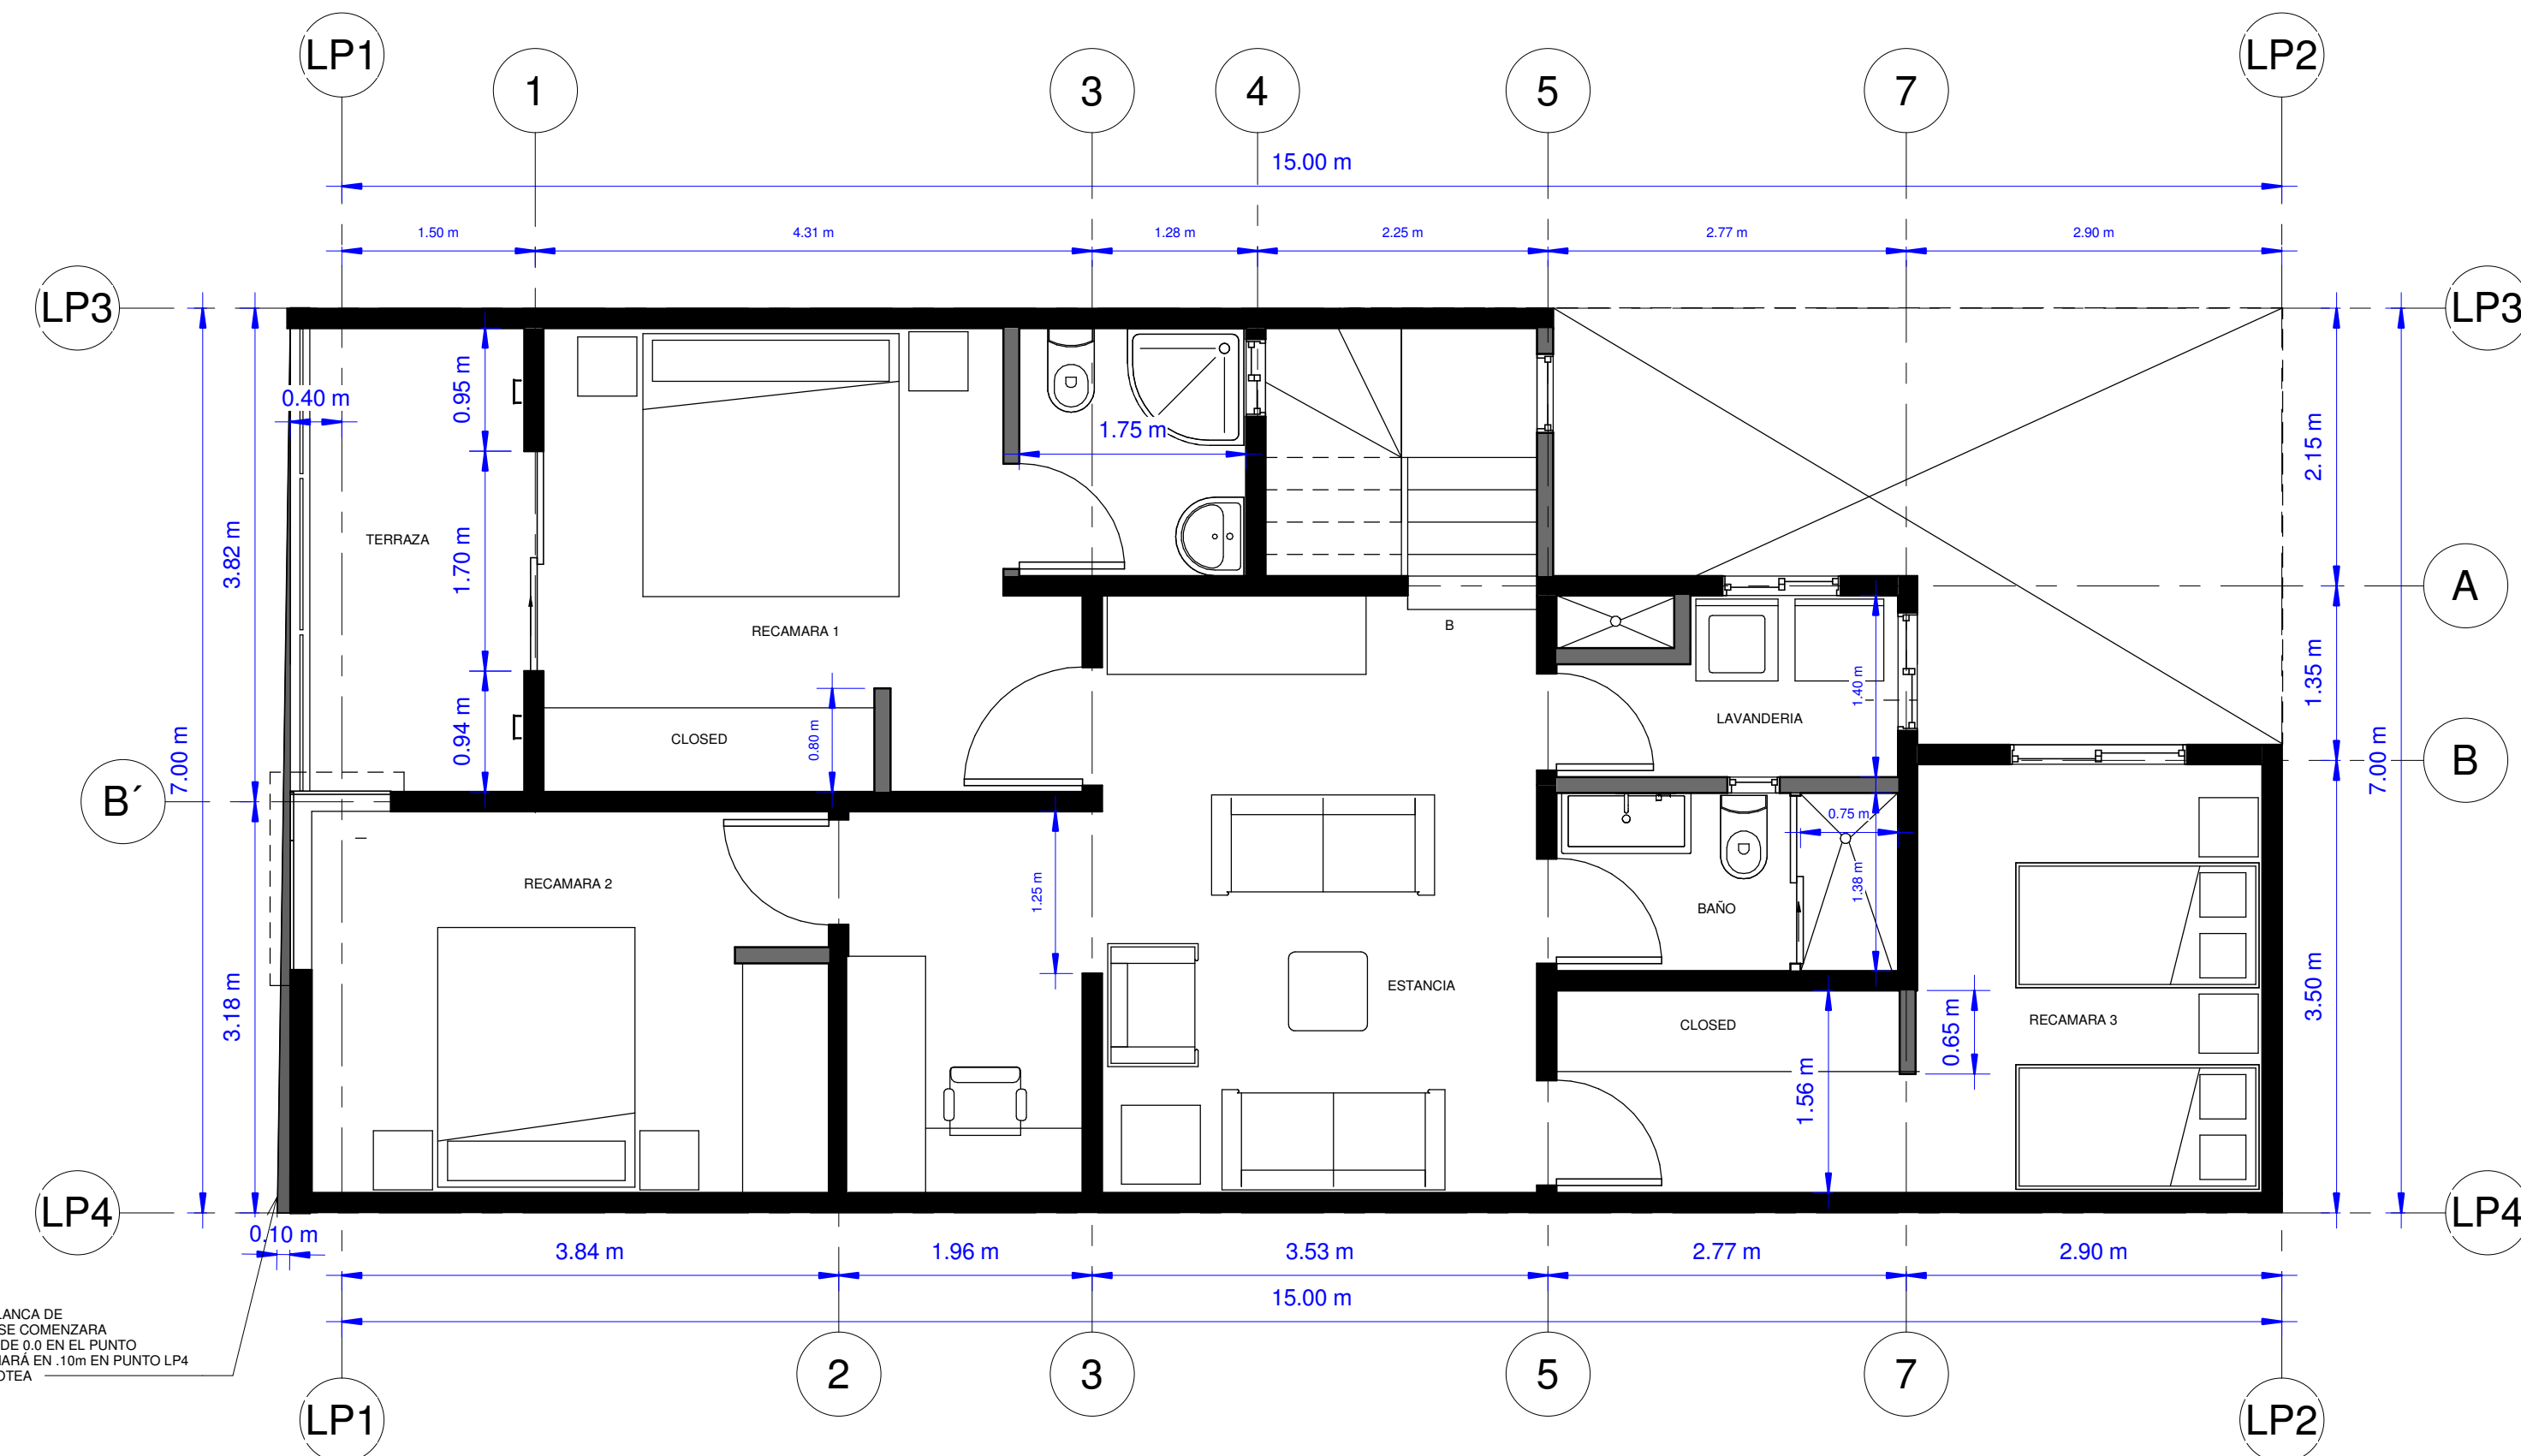 LP1
LP2
1
3
4
5
7
15.00 m
1.50 m
4.31 m
1.28 m
2.25 m
2.77 m
2.90 m
LP3
LP3
0.40 m
0.95 m
1.75 m
2.15 m
TERRAZA
3.82 m
1.70 m
A
RECAMARA 1
B
1.40 m
1.35 m
LAVANDERIA
CLOSED
0.94 m
0.80 m
7.00 m
7.00 m
B
B´
0.75 m
RECAMARA 2
1.25 m
1.38 m
BAÑO
ESTANCIA
3.18 m
3.50 m
CLOSED
0.65 m
RECAMARA 3
1.56 m
LP4
LP4
0.10 m
3.84 m
1.96 m
3.53 m
2.77 m
2.90 m
15.00 m
LANCA DE
SE COMENZARA
DE 0.0 EN EL PUNTO
ARÁ EN .10m EN PUNTO LP4
OTEA
2
3
5
7
LP1
LP2